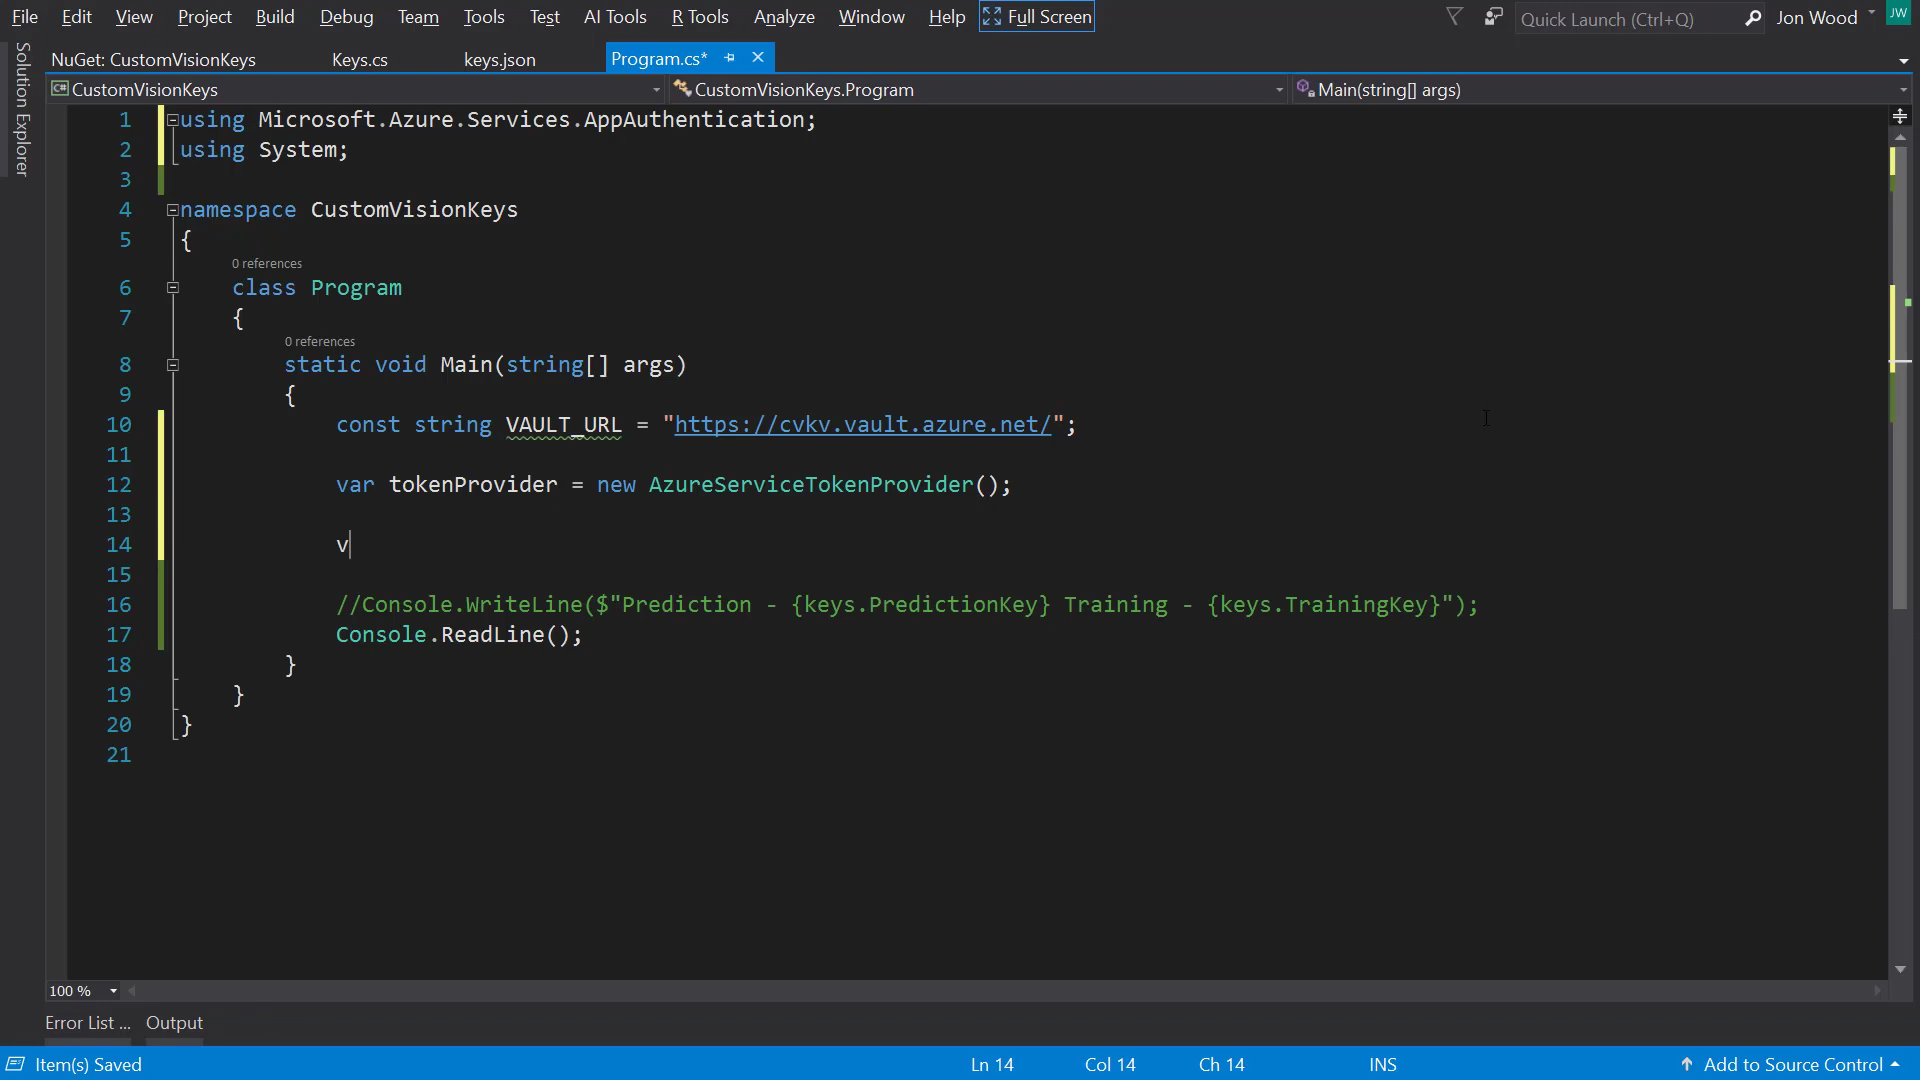 File Edit View Project Build Debug Team Tools Test AI Tools R Tools Analyze Window Help Full Screen Quick Launch (Ctrl+Q) Jon Wood JW
Solution Explorer
NuGet: CustomVisionKeys Keys.cs keys.json Program.cs*
C# CustomVisionKeys CustomVisionKeys.Program Main(string[] args)
1 using Microsoft.Azure.Services.AppAuthentication;
2 using System;
3
4 namespace CustomVisionKeys
5 {
0 references
6 class Program
7 {
0 references
8 static void Main(string[] args)
9 {
10 const string VAULT_URL = "https://cvkv.vault.azure.net/";
11
12 var tokenProvider = new AzureServiceTokenProvider();
13
14 v
15
16 //Console.WriteLine($"Prediction - {keys.PredictionKey} Training - {keys.TrainingKey}");
17 Console.ReadLine();
18 }
19 }
20 }
21
100 %
Error List ... Output
Item(s) Saved Ln 14 Col 14 Ch 14 INS Add to Source Control